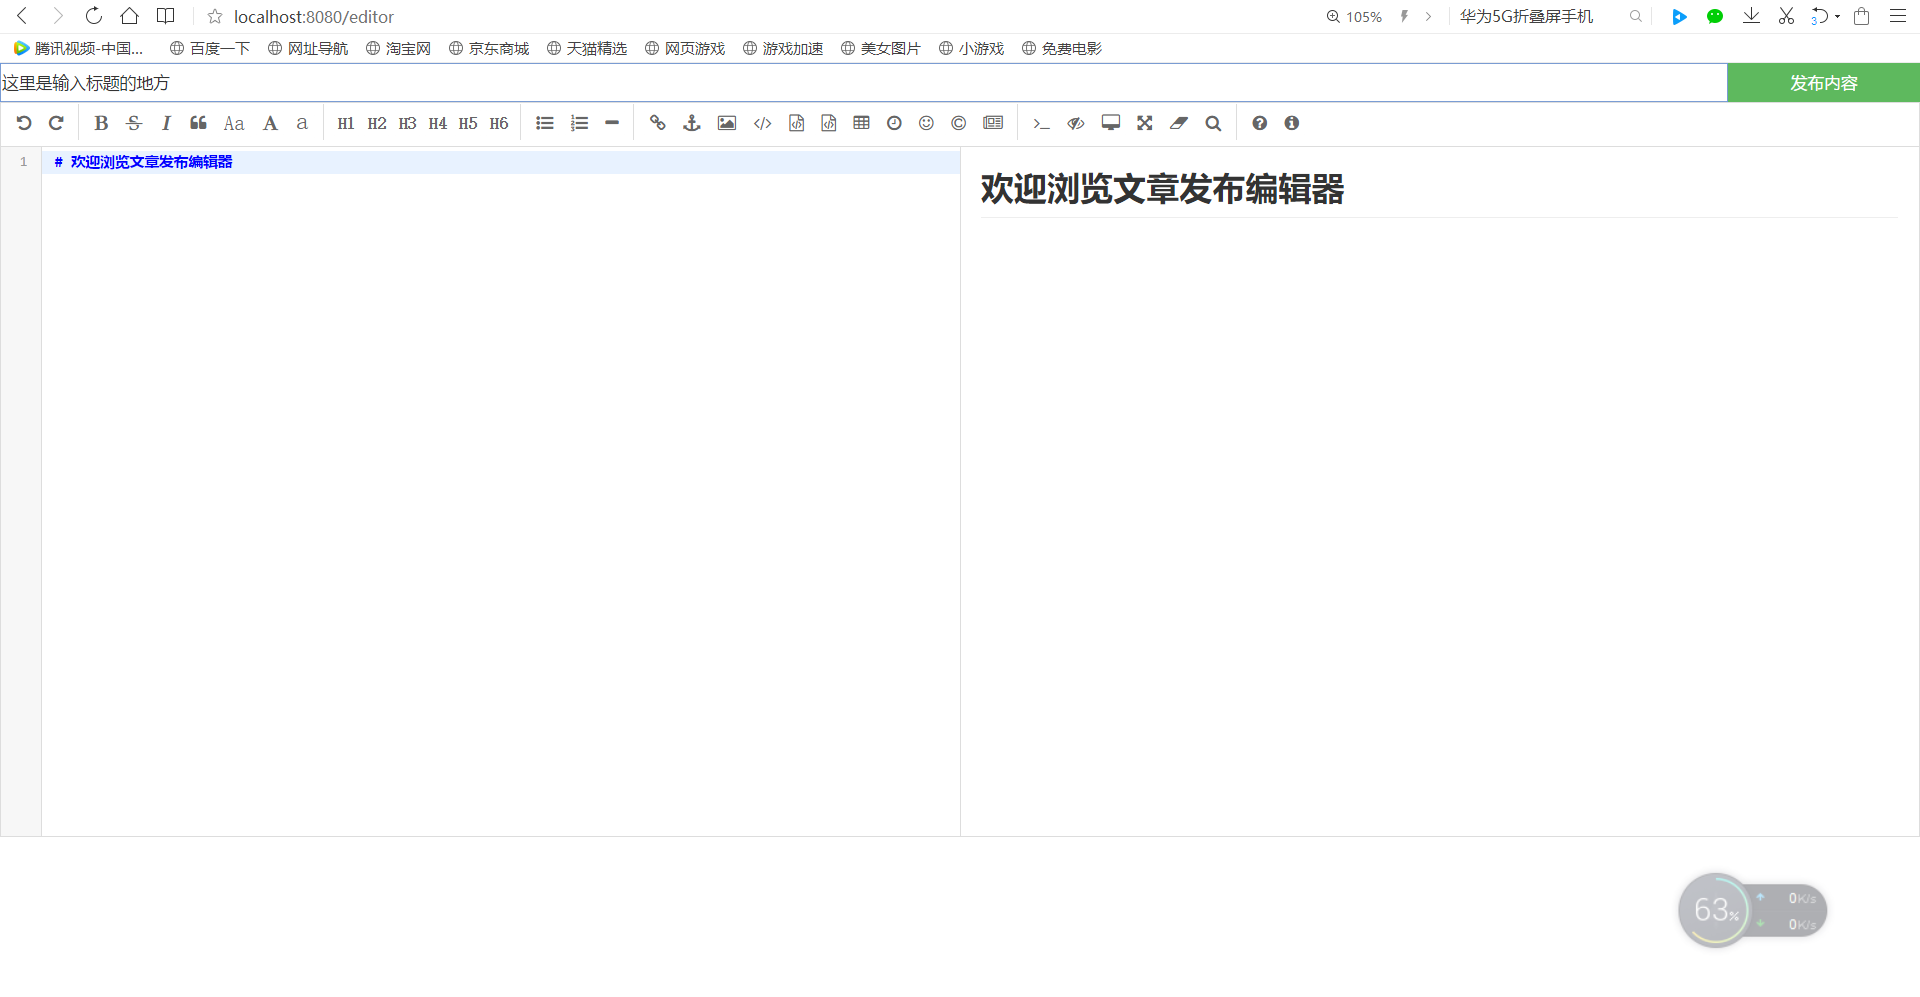 localhost:8080/editor 105% 华为5G折叠屏手机 3
腾讯视频-中国... 百度一下 网址导航 淘宝网 京东商城 天猫精选 网页游戏 游戏加速 美女图片 小游戏 免费电影
这里是输入标题的地方 发布内容
B S I Aa A a H1 H2 H3 H4 H5 H6
1 # 欢迎浏览文章发布编辑器
欢迎浏览文章发布编辑器
63% 0K/s
0K/s